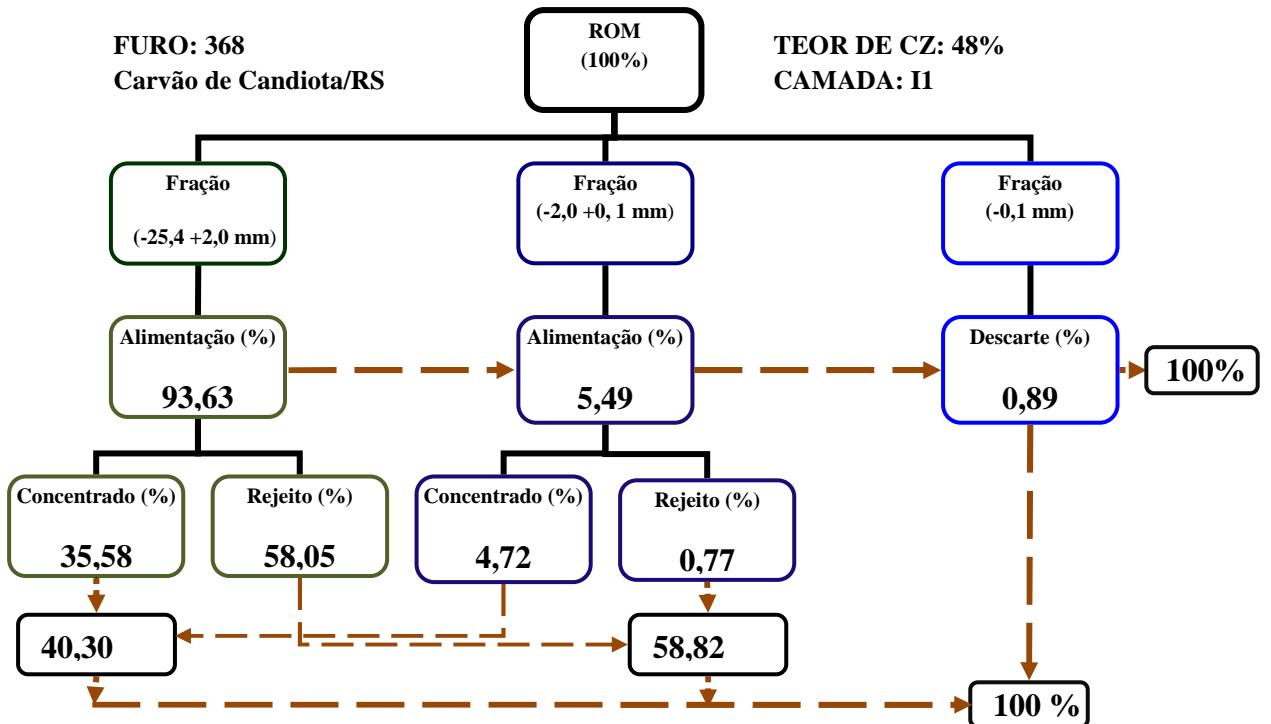 FURO: 368
Carvão de Candiota/RS
ROM
(100%)
TEOR DE CZ: 48%
CAMADA: I1
Fração
(-25,4 +2,0 mm)
Fração
(-2,0 +0, 1 mm)
Fração
(-0,1 mm)
Alimentação (%)
93,63
Alimentação (%)
5,49
Descarte (%)
0,89
100%
Concentrado (%)
35,58
Rejeito (%)
58,05
Concentrado (%)
4,72
Rejeito (%)
0,77
40,30
58,82
100 %